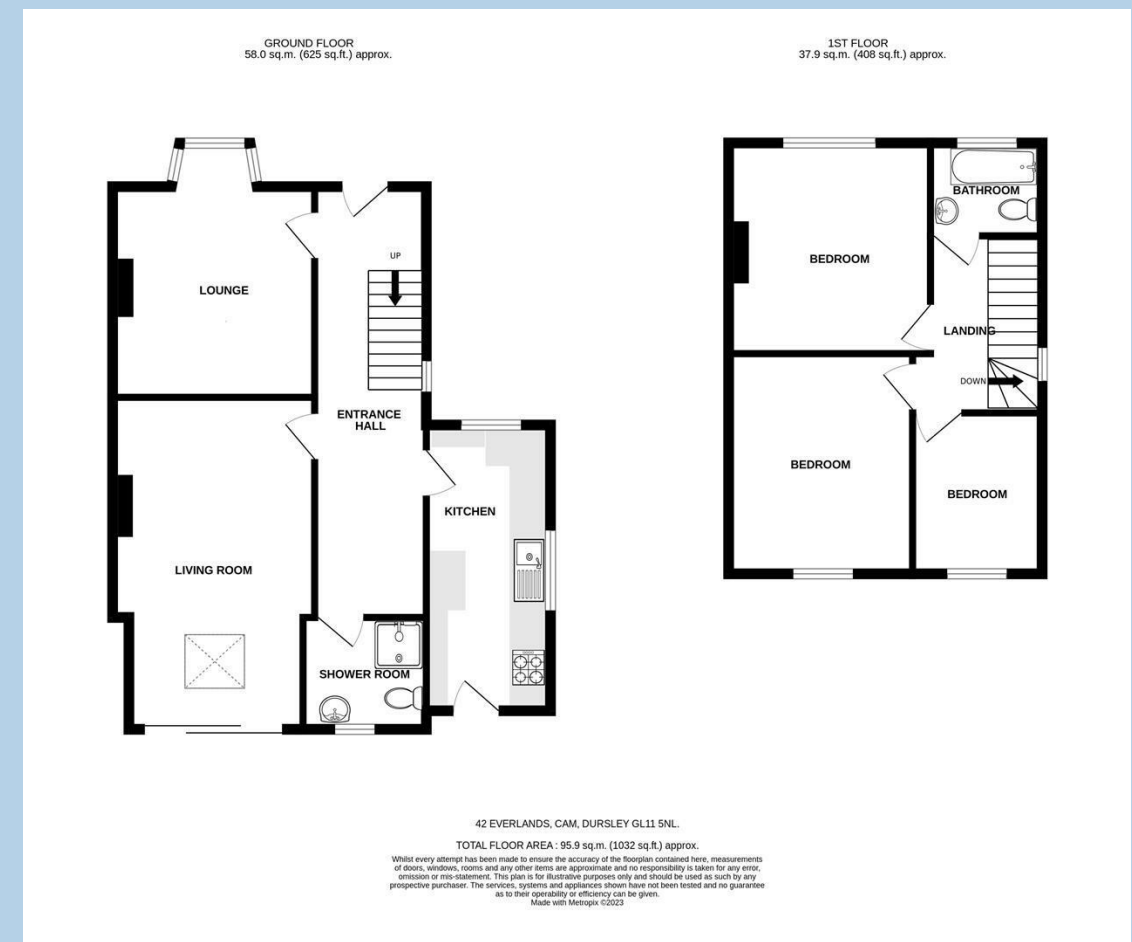 GROUND FLOOR
58.0 sq.m. (625 sq.ft.) approx.
1ST FLOOR
37.9 sq.m. (408 sq.ft.) approx.
UP
LOUNGE
ENTRANCE
HALL
KITCHEN
LIVING ROOM
SHOWER ROOM
BATHROOM
BEDROOM
LANDING
DOWN
BEDROOM
BEDROOM
42 EVERLANDS, CAM, DURSLEY GL11 5NL.
TOTAL FLOOR AREA : 95.9 sq.m. (1032 sq.ft.) approx.
Whilst every attempt has been made to ensure the accuracy of the floorplan contained here, measurements
of doors, windows, rooms and any other items are approximate and no responsibility is taken for any error,
omission or mis-statement. This plan is for illustrative purposes only and should be used as such by any
prospective purchaser. The services, systems and appliances shown have not been tested and no guarantee
as to their operability or efficiency can be given.
Made with Metropix ©2023